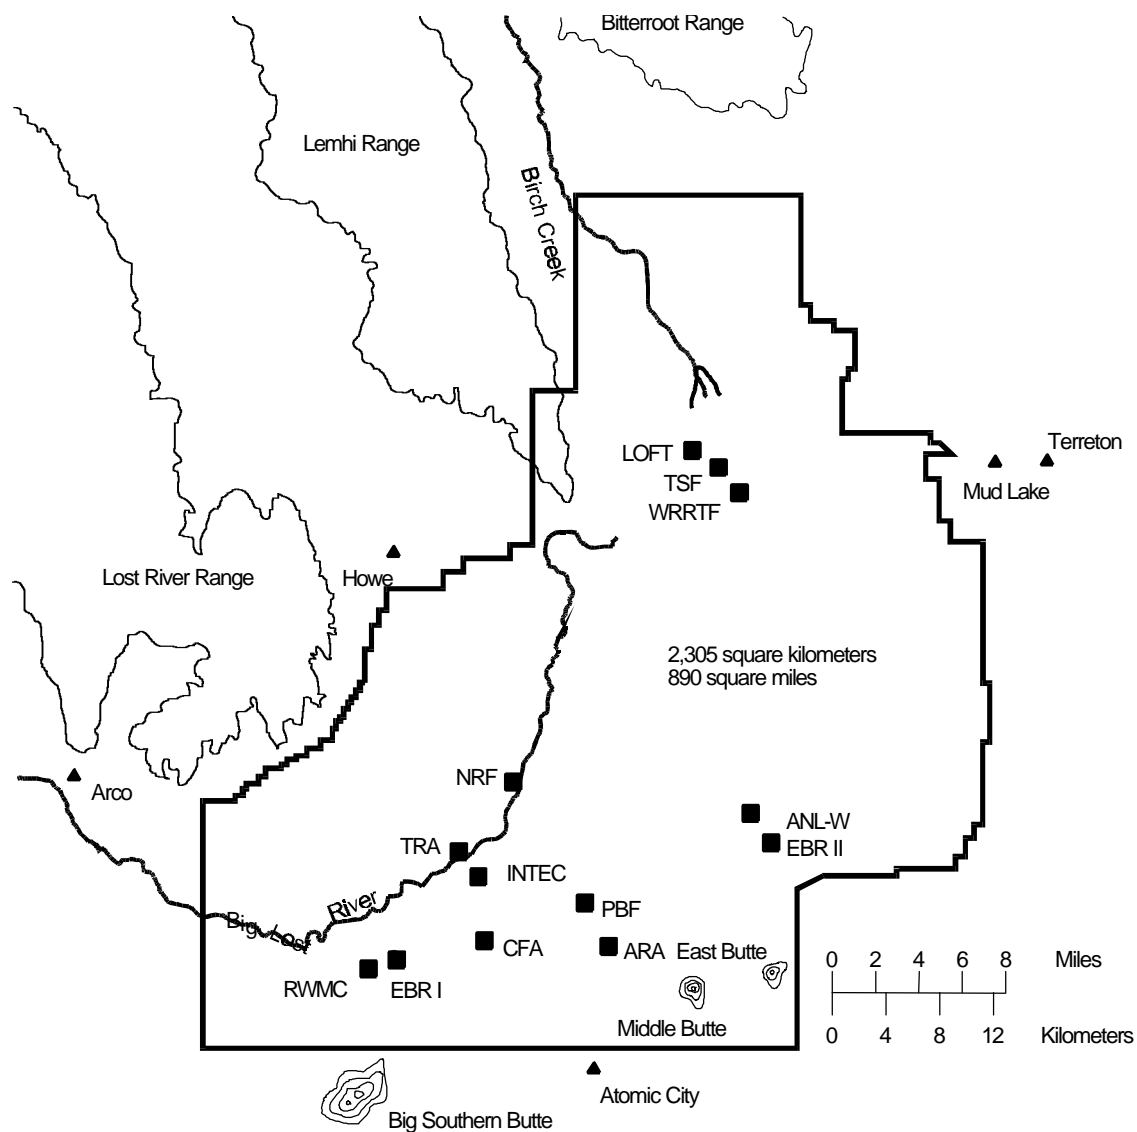 Bitterroot Range
Lemhi Range
Birch Creek
LOFT
TSF
WRRTF
Terreton
Mud Lake
Lost River Range
Howe
2,305 square kilometers
890 square miles
Arco
NRF
TRA
INTEC
ANL-W
EBR II
PBF
Big Lost River
CFA
ARA
East Butte
RWMC
EBR I
Middle Butte
0 2 4 6 8 Miles
0 4 8 12 Kilometers
Atomic City
Big Southern Butte